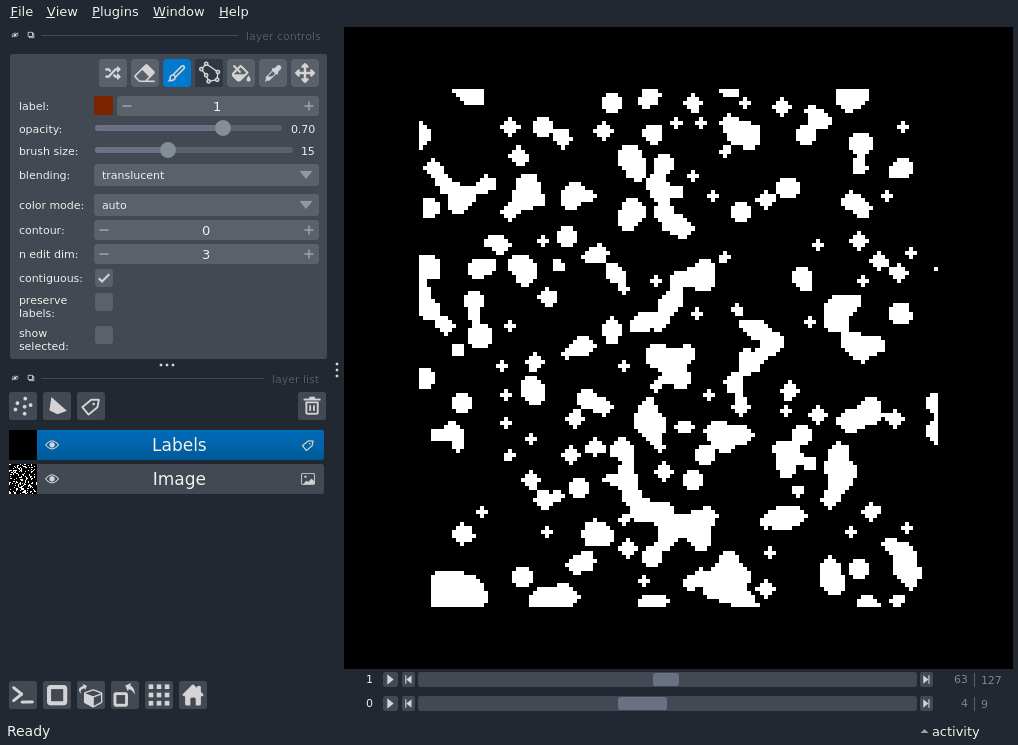 File View Plugins Window Help
layer controls
label: 1
opacity: 0.70
brush size: 15
blending: translucent
color mode: auto
contour: 0
n edit dim: 3
contiguous:
preserve
labels:
show
selected:
layer list
Labels
Image
1 63 127
0 4 9
Ready activity